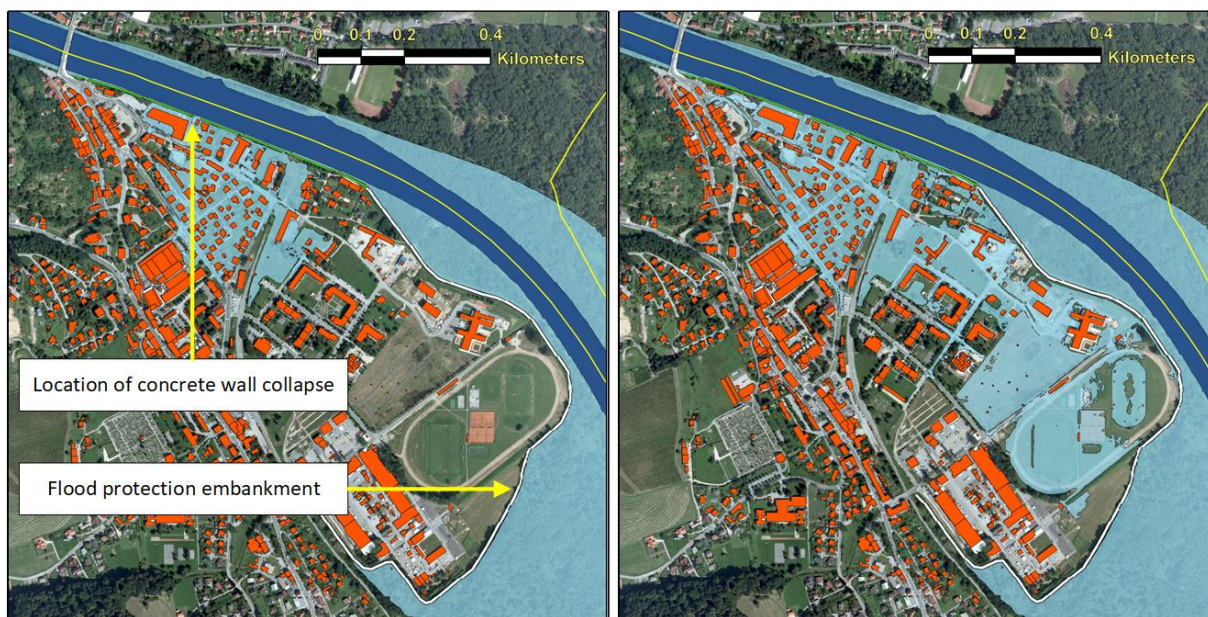 0 0.1 0.2 0.4
Kilometers
Location of concrete wall collapse
Flood protection embankment
0 0.1 0.2 0.4
Kilometers